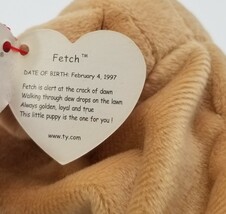 Fetch™
DATE OF BIRTH: February 4, 1997
Fetch is alert at the crack of dawn
Walking through dew drops on the lawn
Always golden, loyal and true
This little puppy is the one for you !
www.ty.com